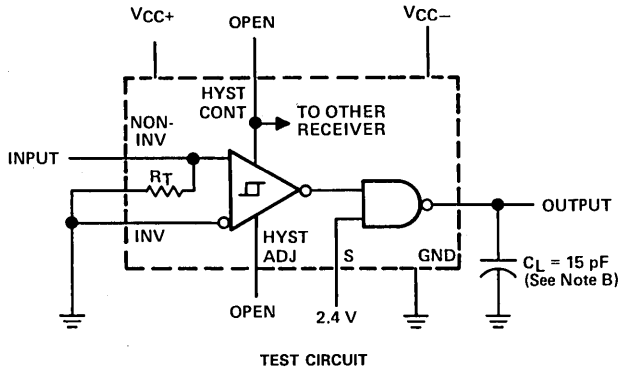 VCC+
OPEN
VCC−
HYST
CONT
TO OTHER
RECEIVER
NON-
INV
INPUT
RT
OUTPUT
INV
HYST
ADJ
S
GND
CL = 15 pF
(See Note B)
OPEN
2.4 V
TEST CIRCUIT